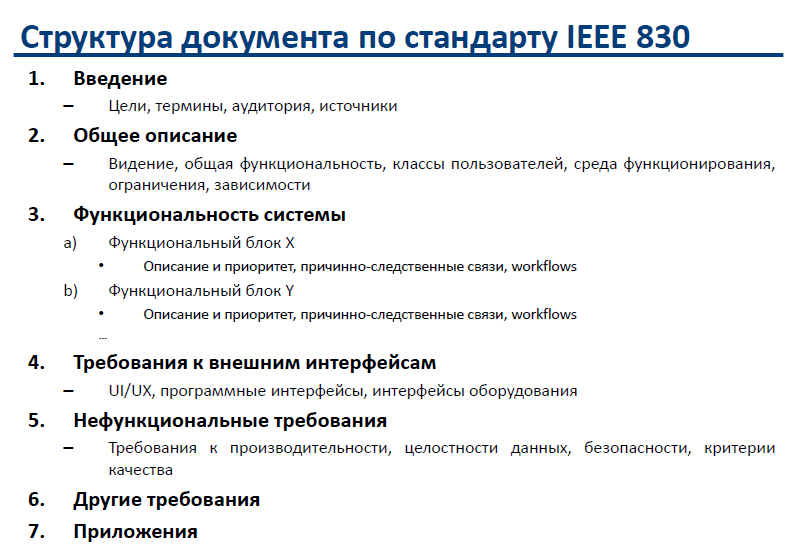 Структура документа по стандарту IEEE 830
1. Введение
– Цели, термины, аудитория, источники
2. Общее описание
– Видение, общая функциональность, классы пользователей, среда функционирования,
ограничения, зависимости
3. Функциональность системы
a) Функциональный блок X
• Описание и приоритет, причинно-следственные связи, workflows
b) Функциональный блок Y
• Описание и приоритет, причинно-следственные связи, workflows
...
4. Требования к внешним интерфейсам
– UI/UX, программные интерфейсы, интерфейсы оборудования
5. Нефункциональные требования
– Требования к производительности, целостности данных, безопасности, критерии
качества
6. Другие требования
7. Приложения